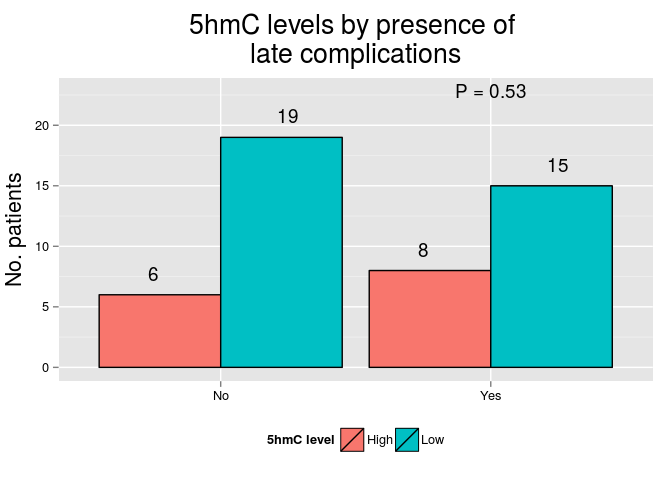 5hmC levels by presence of
late complications
P = 0.53
19
15
8
6
No. patients
20
15
10
5
0
No
Yes
5hmC level High Low